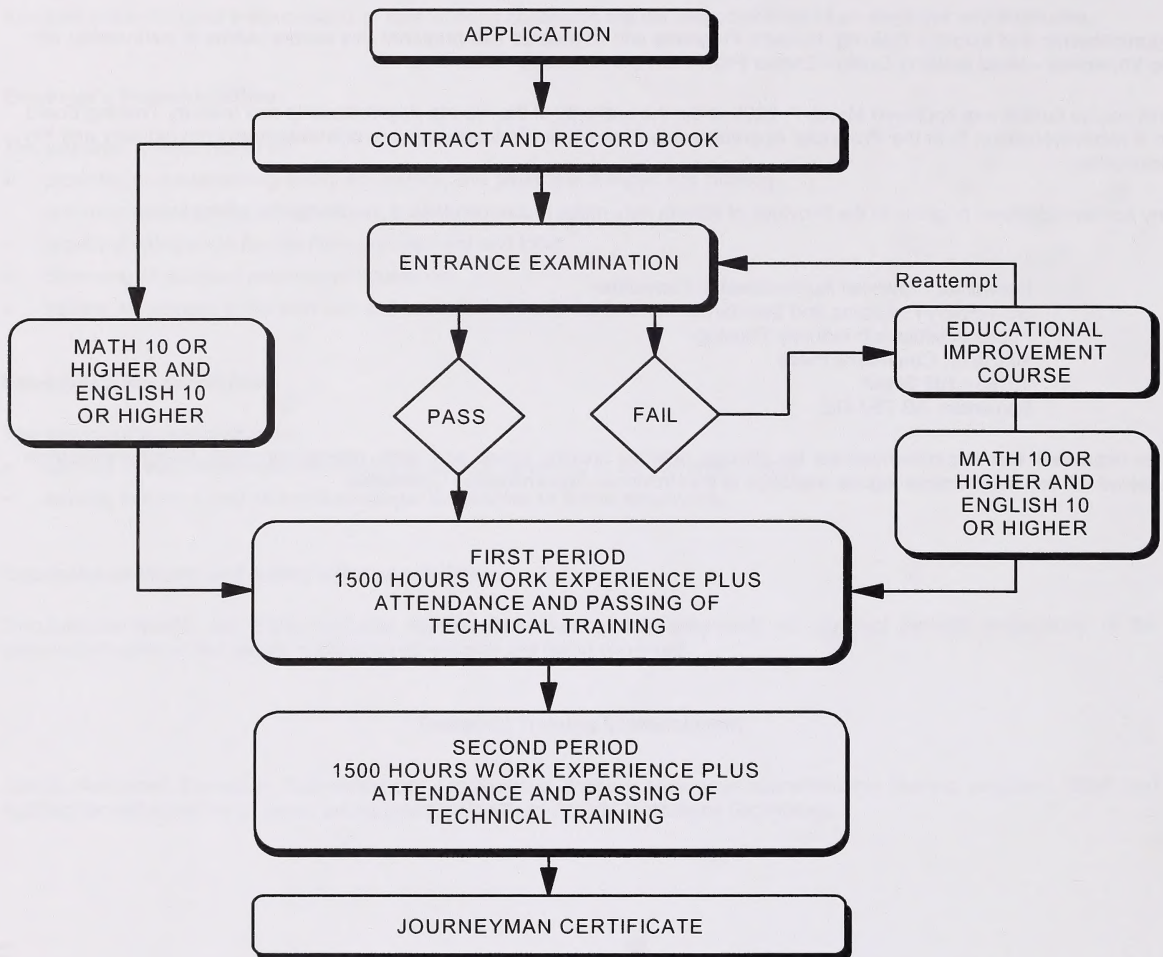 APPLICATION
CONTRACT AND RECORD BOOK
ENTRANCE EXAMINATION
Reattempt
MATH 10 OR
HIGHER AND
ENGLISH 10
OR HIGHER
PASS
FAIL
EDUCATIONAL
IMPROVEMENT
COURSE
MATH 10 OR
HIGHER AND
ENGLISH 10
OR HIGHER
FIRST PERIOD
1500 HOURS WORK EXPERIENCE PLUS
ATTENDANCE AND PASSING OF
TECHNICAL TRAINING
SECOND PERIOD
1500 HOURS WORK EXPERIENCE PLUS
ATTENDANCE AND PASSING OF
TECHNICAL TRAINING
JOURNEYMAN CERTIFICATE